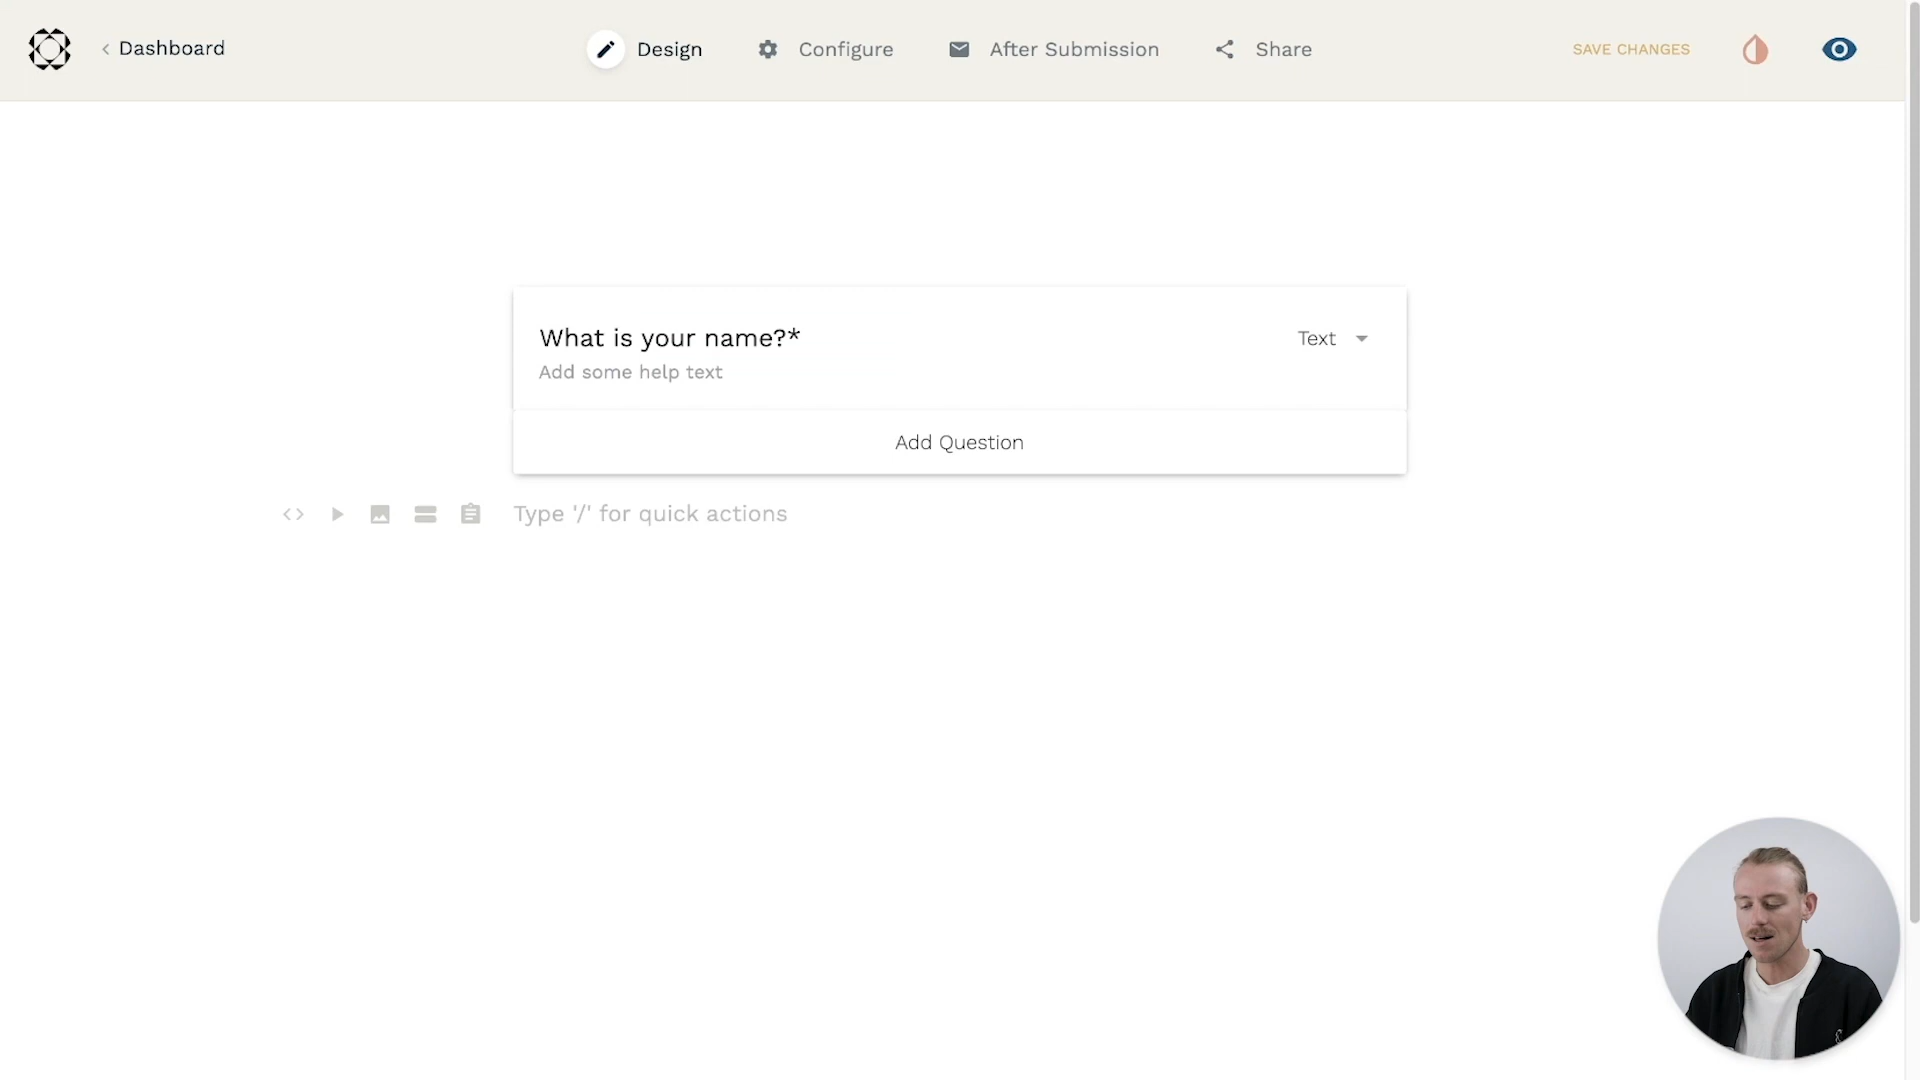 Dashboard
Design
Configure
After Submission
Share
SAVE CHANGES
What is your name?*
Text
Add some help text
Add Question
Type '/' for quick actions